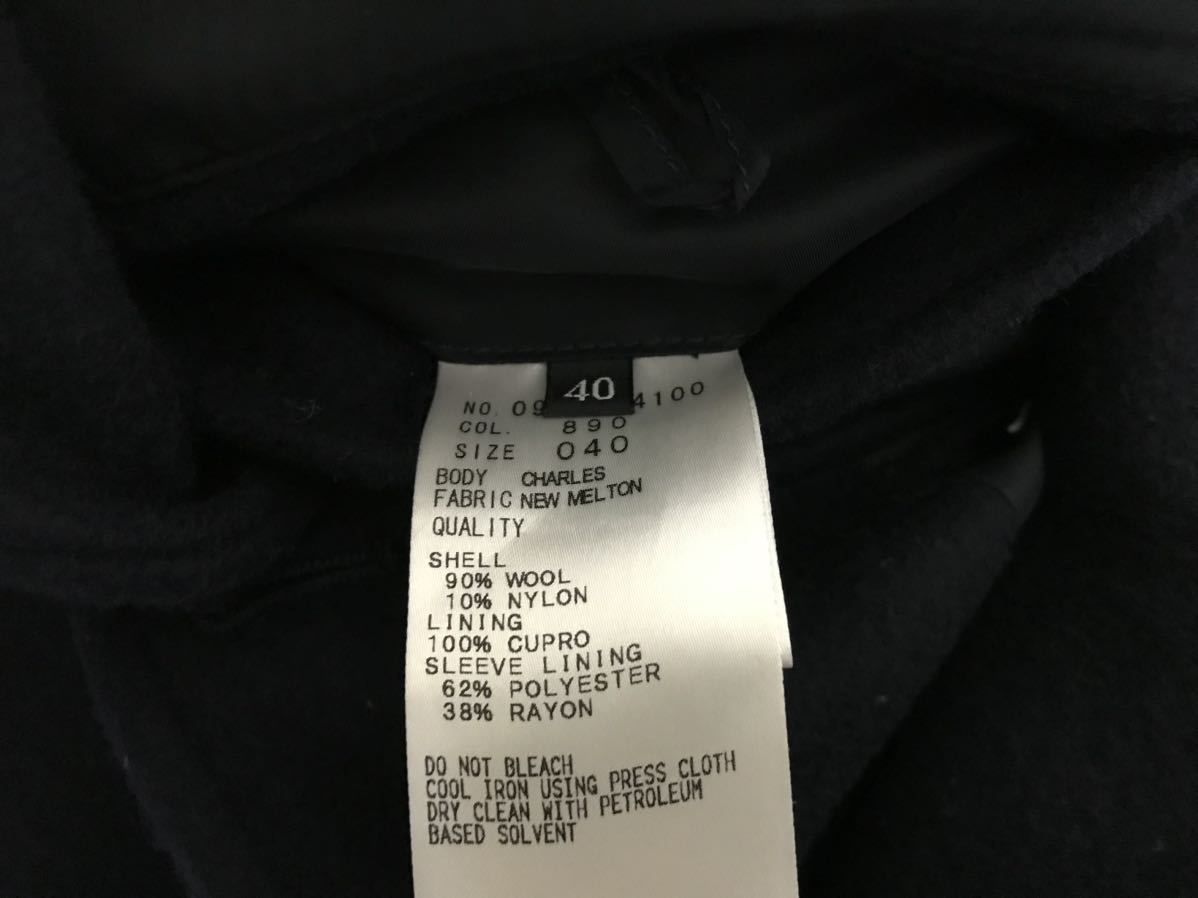 40
NO. 09 4100
COL. 890
SIZE 040
BODY CHARLES
FABRIC NEW MELTON
QUALITY
SHELL
90% WOOL
10% NYLON
LINING
100% CUPRO
SLEEVE LINING
62% POLYESTER
38% RAYON
DO NOT BLEACH
COOL IRON USING PRESS CLOTH
DRY CLEAN WITH PETROLEUM
BASED SOLVENT